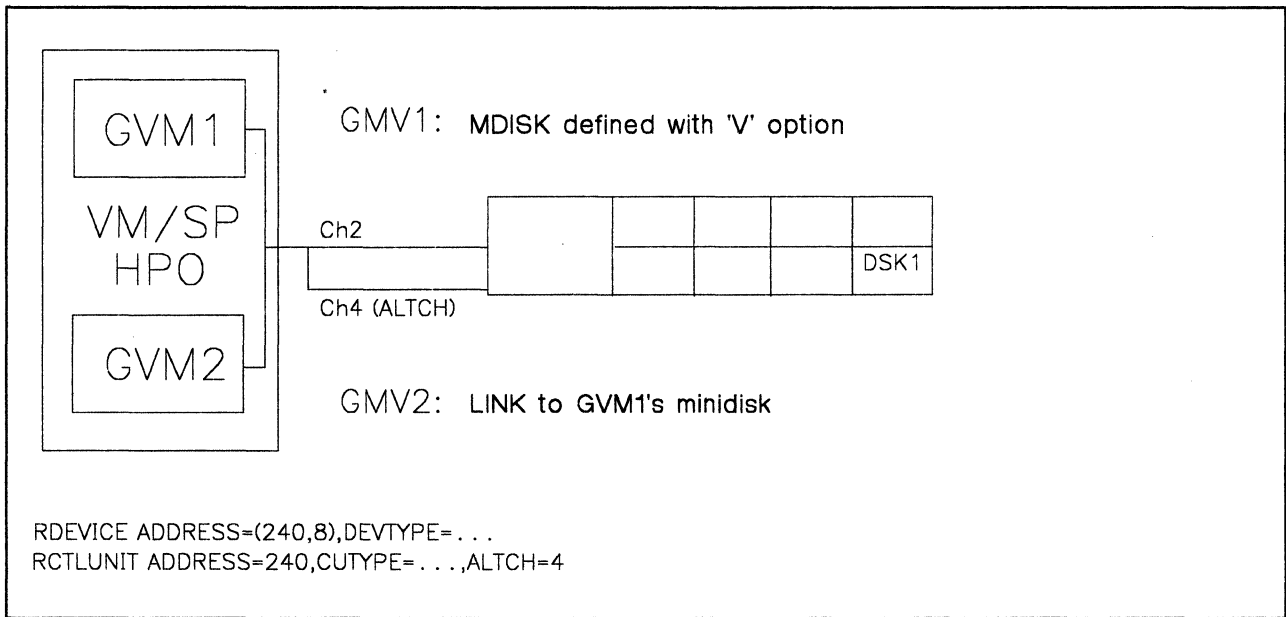 GVM1
VM/SP
HPO
GVM2
GMV1: MDISK defined with 'V' option
Ch2
DSK1
Ch4 (ALTCH)
GMV2: LINK to GVM1's minidisk
RDEVICE ADDRESS=(240,8),DEVTYPE=...
RCTLUNIT ADDRESS=240,CUTYPE=...,ALTCH=4